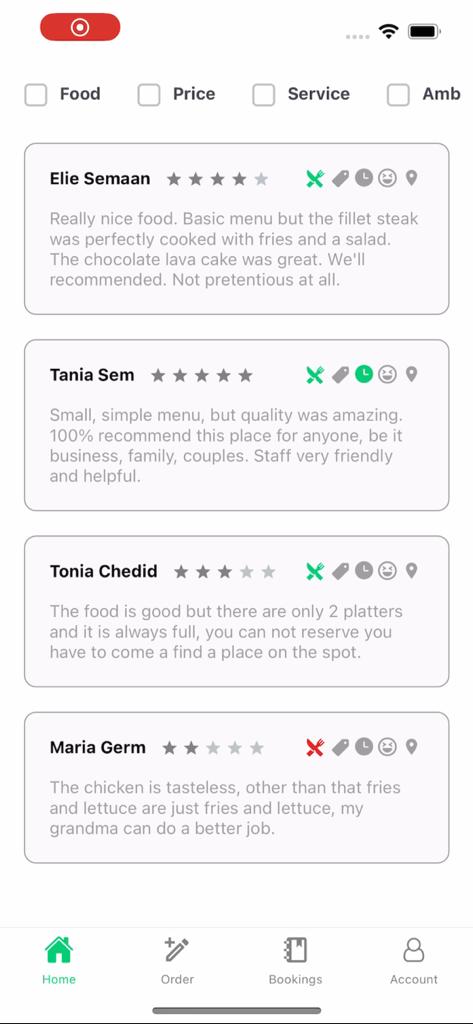 Food Price Service Amb
Elie Semaan
Really nice food. Basic menu but the fillet steak
was perfectly cooked with fries and a salad.
The chocolate lava cake was great. We'll
recommended. Not pretentious at all.
Tania Sem
Small, simple menu, but quality was amazing.
100% recommend this place for anyone, be it
business, family, couples. Staff very friendly
and helpful.
Tonia Chedid
The food is good but there are only 2 platters
and it is always full, you can not reserve you
have to come a find a place on the spot.
Maria Germ
The chicken is tasteless, other than that fries
and lettuce are just fries and lettuce, my
grandma can do a better job.
Home Order Bookings Account